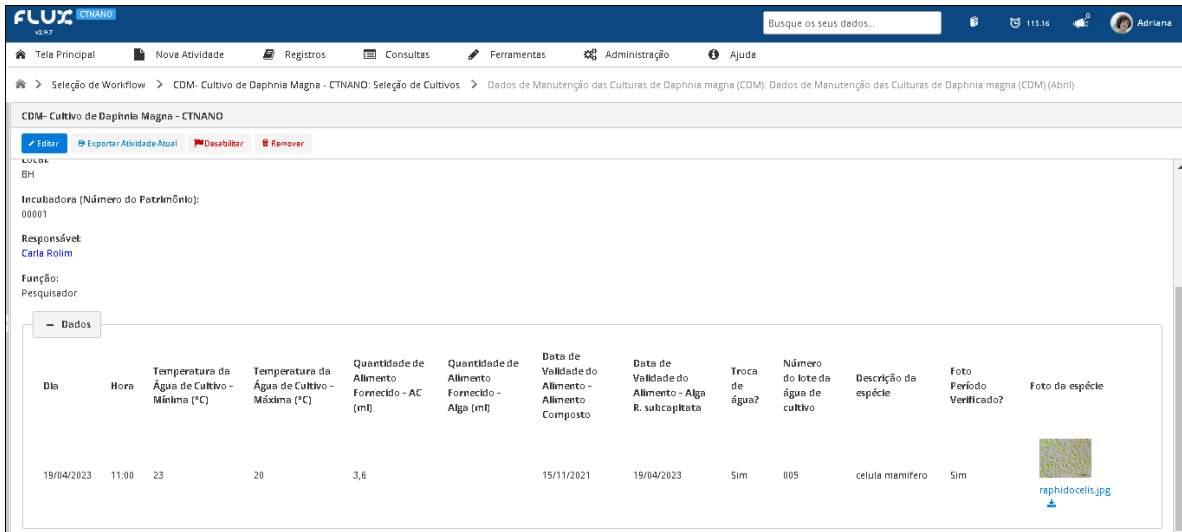 FLUX CTNANO
v2.9.7
Busque os seus dados...
115.16
0
Adriana
Tela Principal Nova Atividade Registros Consultas Ferramentas Administração Ajuda
> Seleção de Workflow > CDM- Cultivo de Daphnia Magna - CTNANO: Seleção de Cultivos > Dados de Manutenção das Culturas de Daphnia magna (CDM): Dados de Manutenção das Culturas de Daphnia magna (CDM) (Abril)
CDM- Cultivo de Daphnia Magna - CTNANO
Editar Exportar Atividade Atual Desabilitar Remover
Local:
BH
Incubadora (Número do Patrimônio):
00001
Responsável:
Carla Rolim
Função:
Pesquisador
– Dados
Dia
Hora
Temperatura da
Água de Cultivo -
Mínima (ºC)
Temperatura da
Água de Cultivo -
Máxima (ºC)
Quantidade de
Alimento
Fornecido - AC
(ml)
Quantidade de
Alimento
Fornecido -
Alga (ml)
Data de
Validade do
Alimento -
Alimento
Composto
Data de
Validade do
Alimento - Alga
R. subcapitata
Troca
de
água?
Número
do lote da
água de
cultivo
Descrição da
espécie
Foto
Período
Verificado?
Foto da espécie
19/04/2023 11:00 23 20 3,6 15/11/2021 19/04/2023 Sim 005 celula mamifero Sim
raphidocelis.jpg